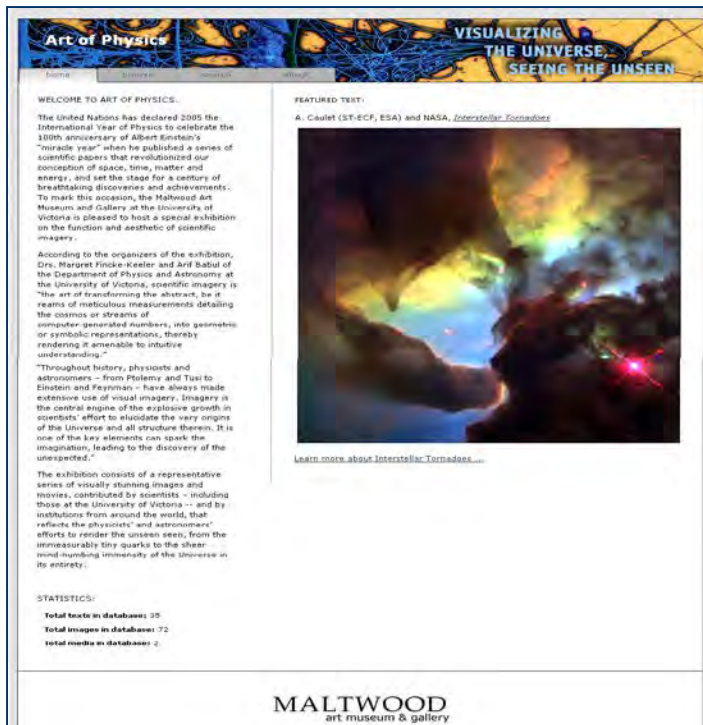 Art of Physics
VISUALIZING
THE UNIVERSE,
SEEING THE UNSEEN
home browse search about
WELCOME TO ART OF PHYSICS.
The United Nations has declared 2005 the
International Year of Physics to celebrate the
100th anniversary of Albert Einstein's
"miracle year" when he published a series of
scientific papers that revolutionized our
conception of space, time, matter and
energy, and set the stage for a century of
breathtaking discoveries and achievements.
To mark this occasion, the Maltwood Art
Museum and Gallery at the University of
Victoria is pleased to host a special exhibition
on the function and aesthetic of scientific
imagery.
According to the organizers of the exhibition,
Drs. Margret Fincke-Keeler and Arif Babul of
the Department of Physics and Astronomy at
the University of Victoria, scientific imagery is
"the art of transforming the abstract, be it
reams of meticulous measurements detailing
the cosmos or streams of
computer-generated numbers, into geometric
or symbolic representations, thereby
rendering it amenable to intuitive
understanding."
"Throughout history, physicists and
astronomers – from Ptolemy and Tusi to
Einstein and Feynman – have always made
extensive use of visual imagery. Imagery is
the central engine of the explosive growth in
scientists' effort to elucidate the very origins
of the Universe and all structure therein. It is
one of the key elements can spark the
imagination, leading to the discovery of the
unexpected."
The exhibition consists of a representative
series of visually stunning images and
movies, contributed by scientists – including
those at the University of Victoria -- and by
institutions from around the world, that
reflects the physicists' and astronomers'
efforts to render the unseen seen, from the
immeasurably tiny quarks to the sheer
mind-numbing immensity of the Universe in
its entirety.
STATISTICS:
Total texts in database: 35
Total images in database: 72
Total media in database: 2
FEATURED TEXT:
A. Caulet (ST-ECF, ESA) and NASA, Interstellar Tornadoes
Learn more about Interstellar Tornadoes ...
MALTWOOD
art museum & gallery